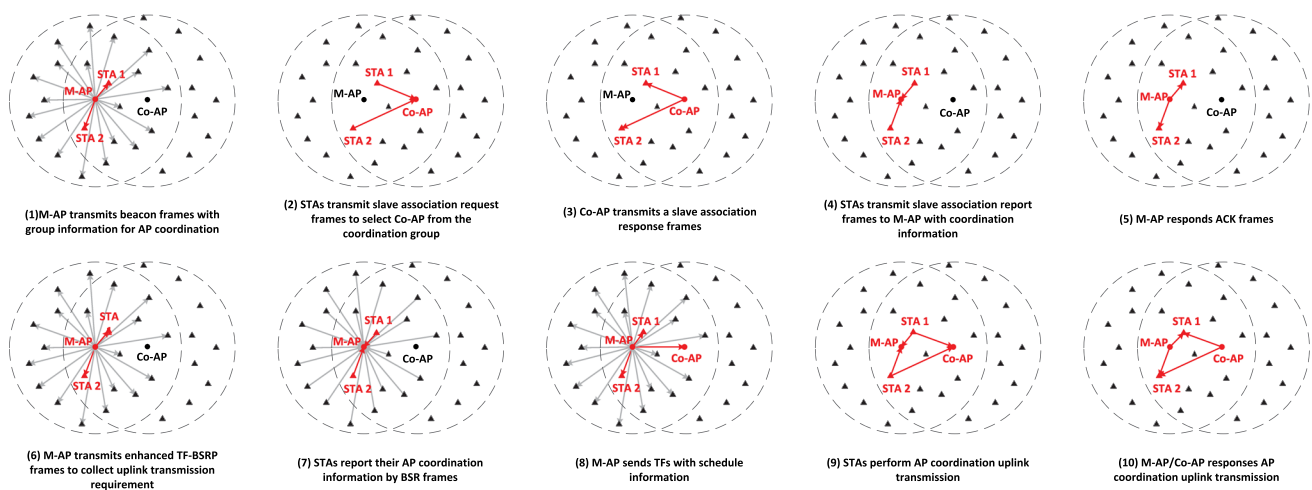 STA 1
M-AP
Co-AP
STA 2
(1)M-AP transmits beacon frames with
group information for AP coordination
STA 1
M-AP
Co-AP
STA 2
(2) STAs transmit slave association request
frames to select Co-AP from the
coordination group
STA 1
M-AP
Co-AP
STA 2
(3) Co-AP transmits a slave association
response frames
STA 1
M-AP
Co-AP
STA 2
(4) STAs transmit slave association report
frames to M-AP with coordination
information
STA 1
M-AP
Co-AP
STA 2
(5) M-AP responds ACK frames
STA
M-AP
Co-AP
STA 2
(6) M-AP transmits enhanced TF-BSRP
frames to collect uplink transmission
requirement
STA 1
M-AP
Co-AP
STA 2
(7) STAs report their AP coordination
information by BSR frames
STA 1
M-AP
Co-AP
STA 2
(8) M-AP sends TFs with schedule
information
STA 1
M-AP
Co-AP
STA 2
(9) STAs perform AP coordination uplink
transmission
STA 1
M-AP
Co-AP
STA 2
(10) M-AP/Co-AP responses AP
coordination uplink transmission